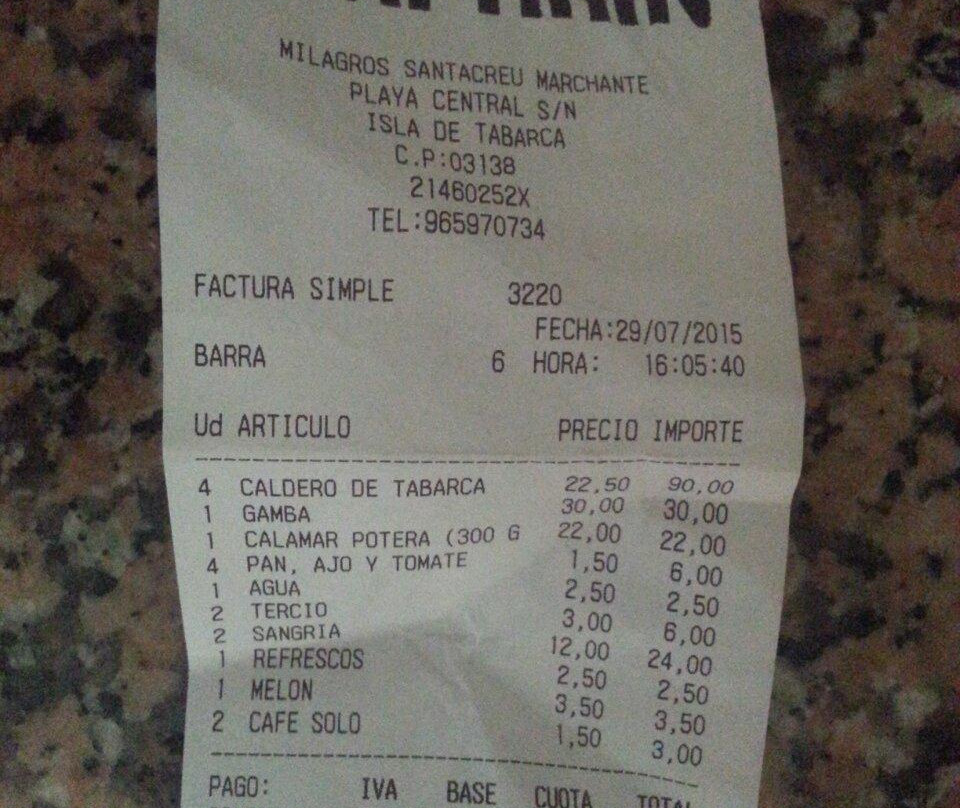 MILAGROS SANTACREU MARCHANTE
PLAYA CENTRAL S/N
ISLA DE TABARCA
C.P:03138
21460252X
TEL:965970734
FACTURA SIMPLE 3220
FECHA:29/07/2015
BARRA 6 HORA: 16:05:40
Ud ARTICULO PRECIO IMPORTE
4 CALDERO DE TABARCA 22,50 90,00
1 GAMBA 30,00 30,00
1 CALAMAR POTERA (300 G 22,00 22,00
4 PAN, AJO Y TOMATE 1,50 6,00
1 AGUA 2,50 2,50
2 TERCIO 3,00 6,00
2 SANGRIA 12,00 24,00
1 REFRESCOS 2,50 2,50
1 MELON 3,50 3,50
2 CAFE SOLO 1,50 3,00
PAGO: IVA BASE CUOTA TOTAL